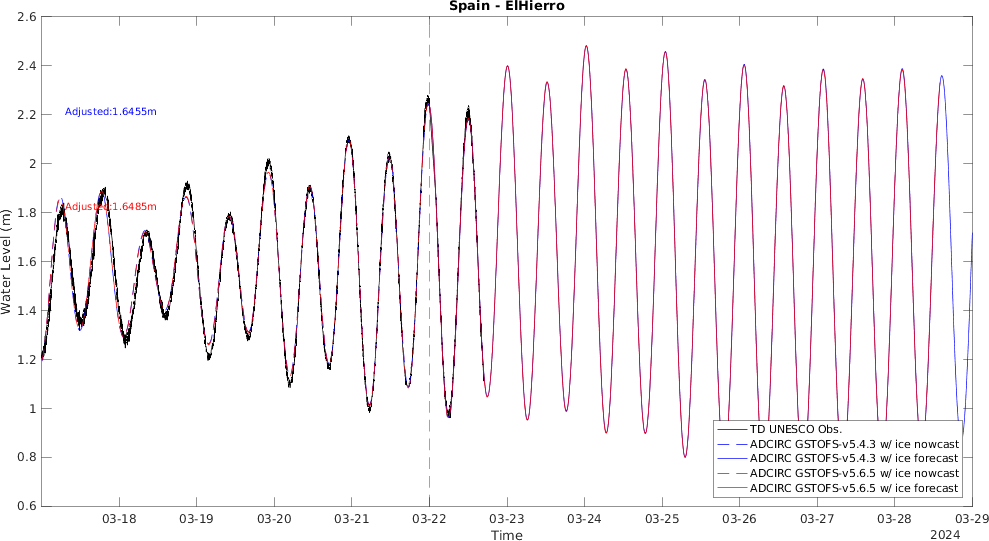 Spain - ElHierro
2.6
2.4
2.2
2
1.8
1.6
1.4
1.2
1
0.8
0.6
Water Level (m)
Adjusted:1.6455m
Adjusted:1.6485m
TD UNESCO Obs.
ADCIRC GSTOFS-v5.4.3 w/ ice nowcast
ADCIRC GSTOFS-v5.4.3 w/ ice forecast
ADCIRC GSTOFS-v5.6.5 w/ ice nowcast
ADCIRC GSTOFS-v5.6.5 w/ ice forecast
03-18 03-19 03-20 03-21 03-22 03-23 03-24 03-25 03-26 03-27 03-28 03-29
Time
2024